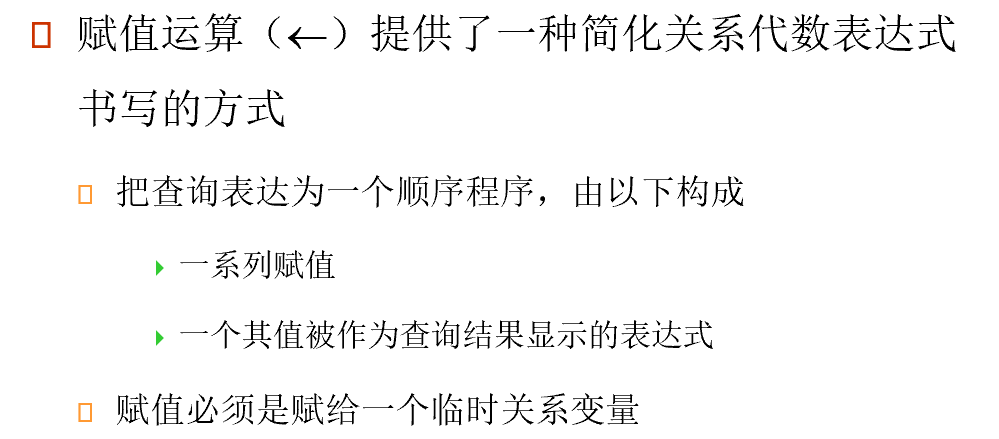 赋值运算（←）提供了一种简化关系代数表达式
书写的方式
把查询表达为一个顺序程序，由以下构成
一系列赋值
一个其值被作为查询结果显示的表达式
赋值必须是赋给一个临时关系变量